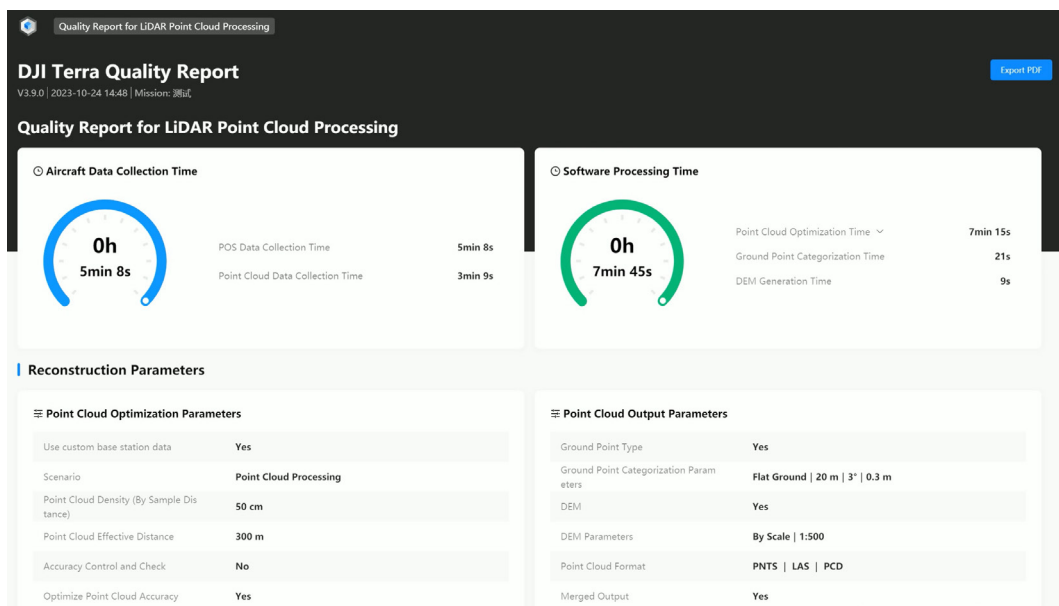 Quality Report for LiDAR Point Cloud Processing
DJI Terra Quality Report
Export PDF
V3.9.0 | 2023-10-24 14:48 | Mission: 测试
Quality Report for LiDAR Point Cloud Processing
Aircraft Data Collection Time
0h
5min 8s
POS Data Collection Time 5min 8s
Point Cloud Data Collection Time 3min 9s
Software Processing Time
0h
7min 45s
Point Cloud Optimization Time 7min 15s
Ground Point Categorization Time 21s
DEM Generation Time 9s
Reconstruction Parameters
Point Cloud Optimization Parameters
Use custom base station data Yes
Scenario Point Cloud Processing
Point Cloud Density (By Sample Dis
tance) 50 cm
Point Cloud Effective Distance 300 m
Accuracy Control and Check No
Optimize Point Cloud Accuracy Yes
Point Cloud Output Parameters
Ground Point Type Yes
Ground Point Categorization Param
eters Flat Ground | 20 m | 3° | 0.3 m
DEM Yes
DEM Parameters By Scale | 1:500
Point Cloud Format PNTS | LAS | PCD
Merged Output Yes